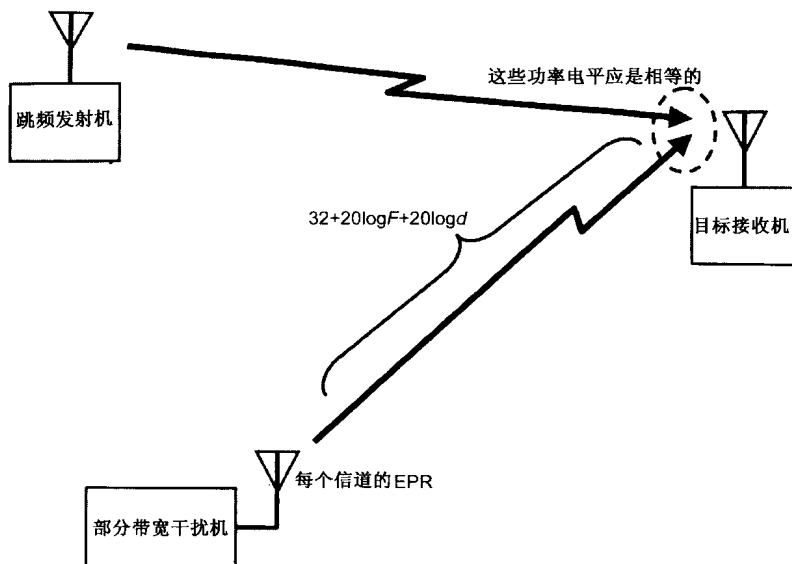 这些功率电平应是相等的
跳频发射机
目标接收机
32+20logF+20logd
每个信道的EPR
部分带宽干扰机